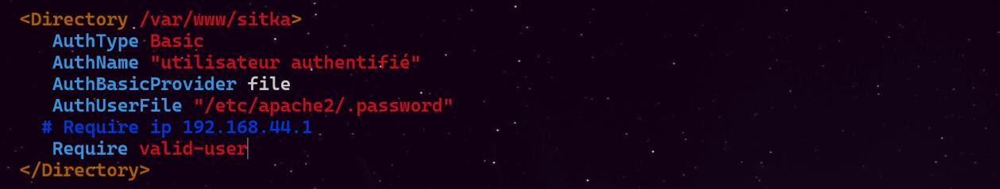 <Directory /var/www/sitka>
AuthType Basic
AuthName "utilisateur authentifié"
AuthBasicProvider file
AuthUserFile "/etc/apache2/.password"
# Require ip 192.168.44.1
Require valid-user
</Directory>